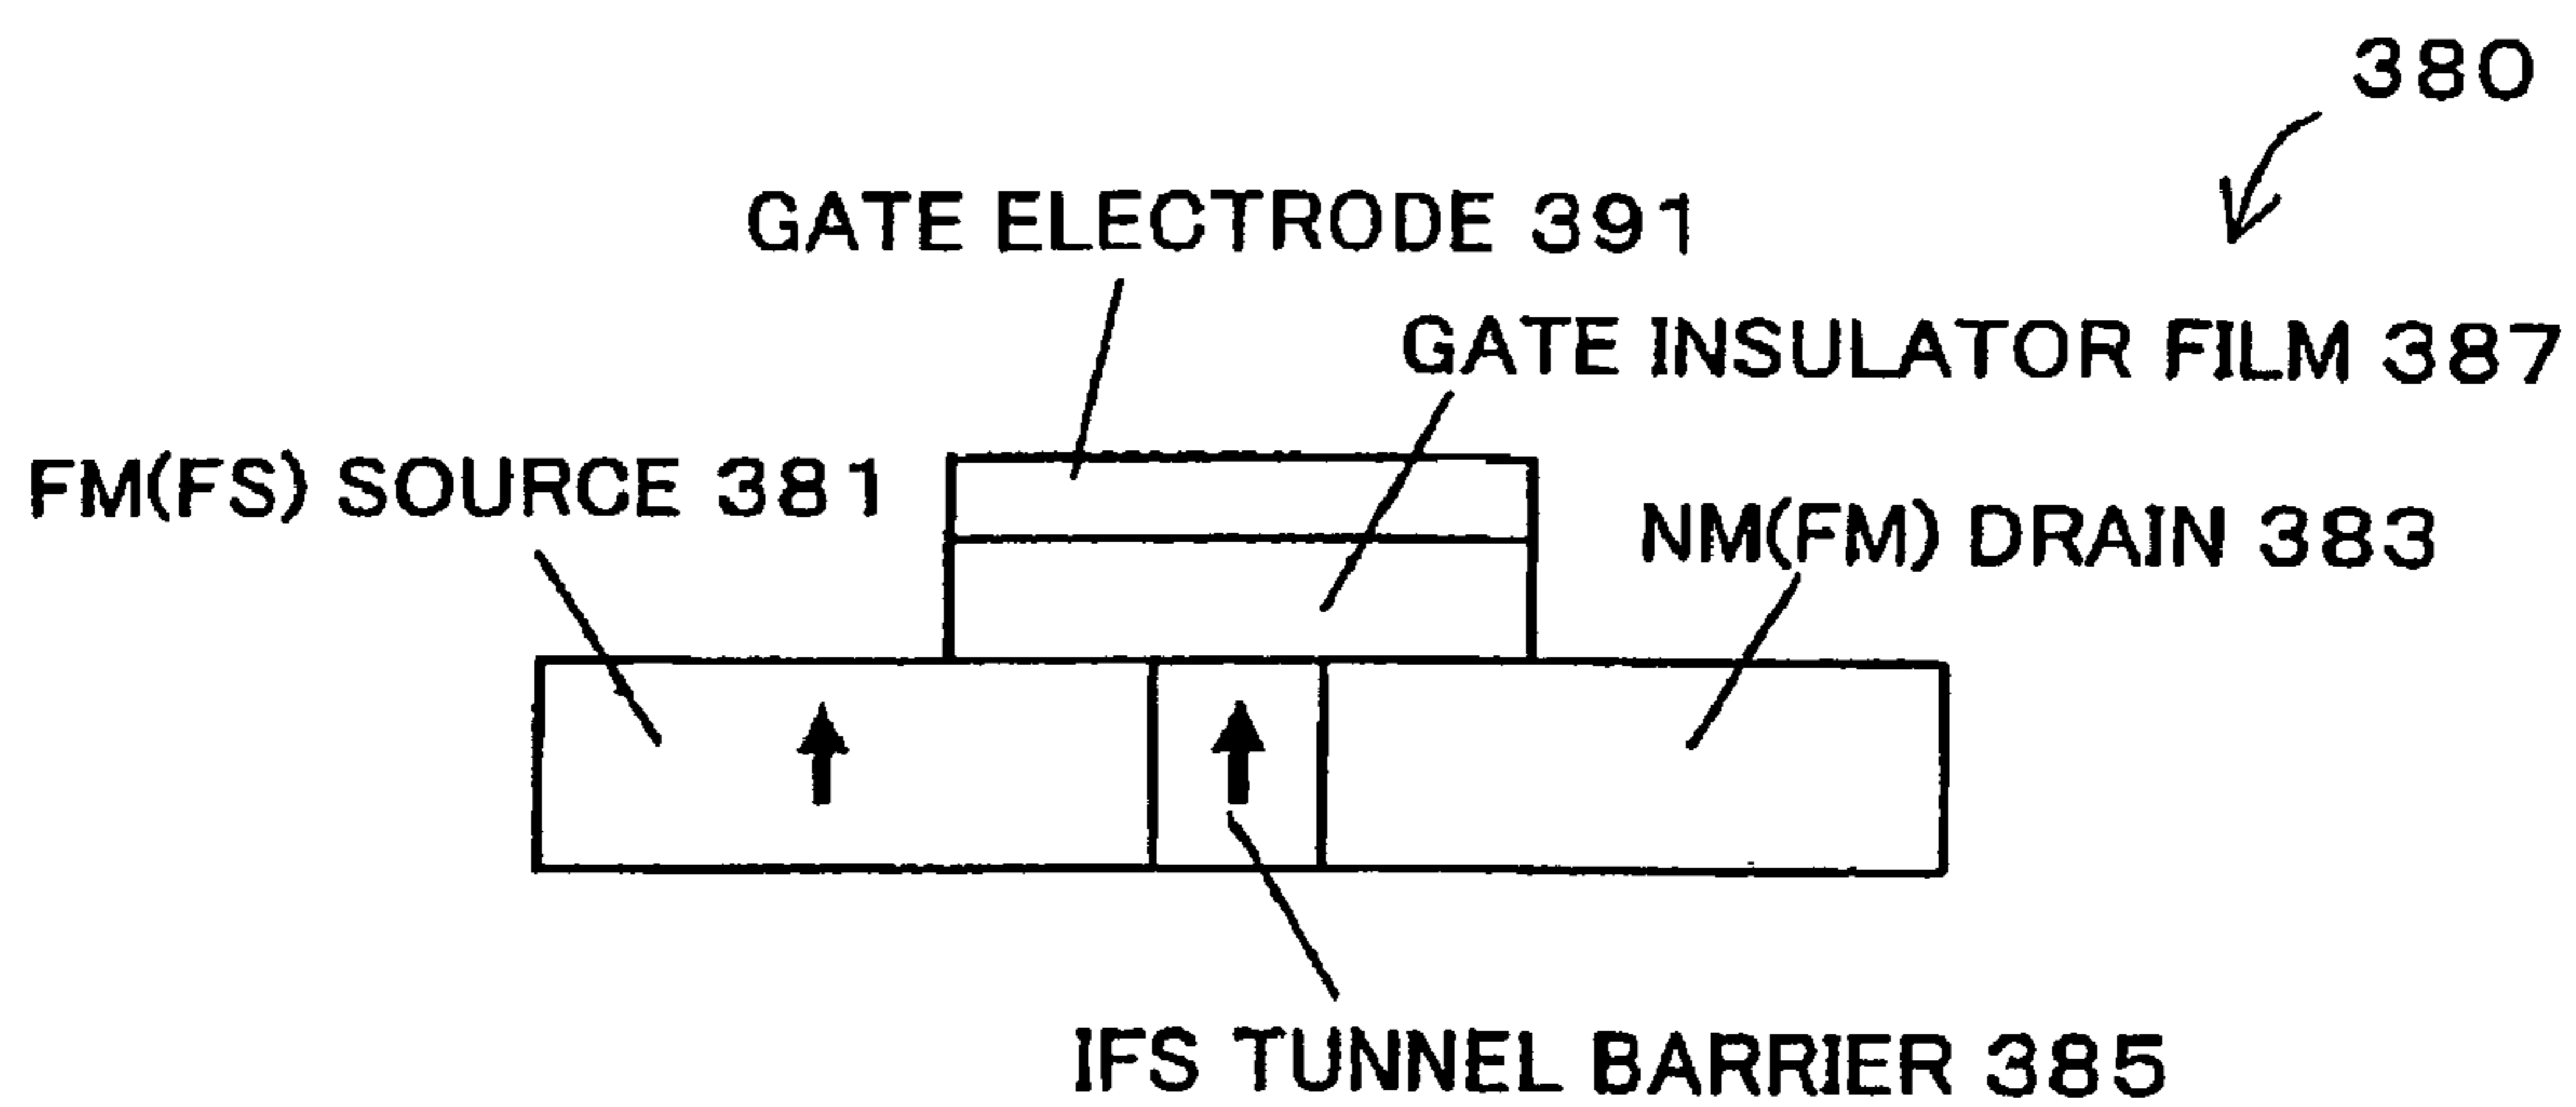 380
GATE ELECTRODE 391
GATE INSULATOR FILM 387
FM(FS) SOURCE 381
NM(FM) DRAIN 383
IFS TUNNEL BARRIER 385